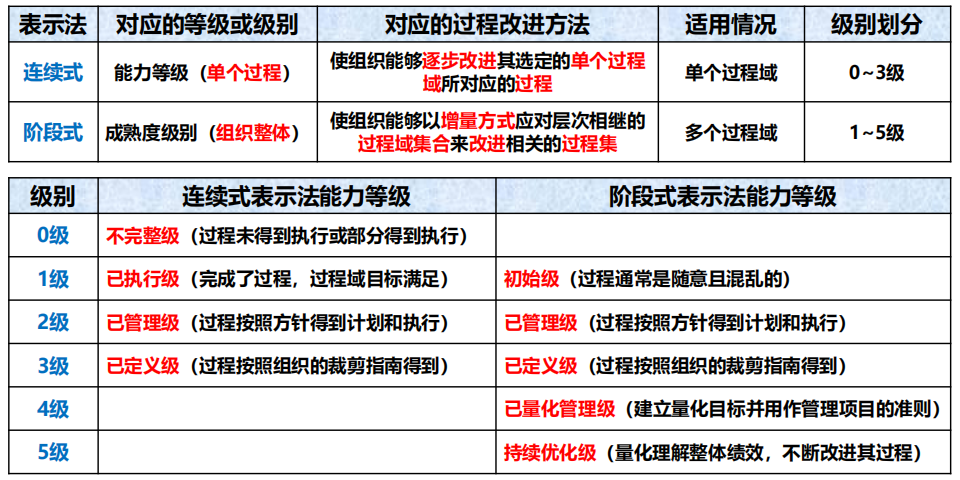 表示法 对应的等级或级别 对应的过程改进方法 适用情况 级别划分
连续式 能力等级（单个过程） 使组织能够逐步改进其选定的单个过程
域所对应的过程 单个过程域 0~3级
阶段式 成熟度级别（组织整体） 使组织能够以增量方式应对层次相继的
过程域集合来改进相关的过程集 多个过程域 1~5级
级别 连续式表示法能力等级 阶段式表示法能力等级
0级 不完整级（过程未得到执行或部分得到执行）
1级 已执行级（完成了过程，过程域目标满足） 初始级（过程通常是随意且混乱的）
2级 已管理级（过程按照方针得到计划和执行） 已管理级（过程按照方针得到计划和执行）
3级 已定义级（过程按照组织的裁剪指南得到） 已定义级（过程按照组织的裁剪指南得到）
4级 已量化管理级（建立量化目标并用作管理项目的准则）
5级 持续优化级（量化理解整体绩效，不断改进其过程）